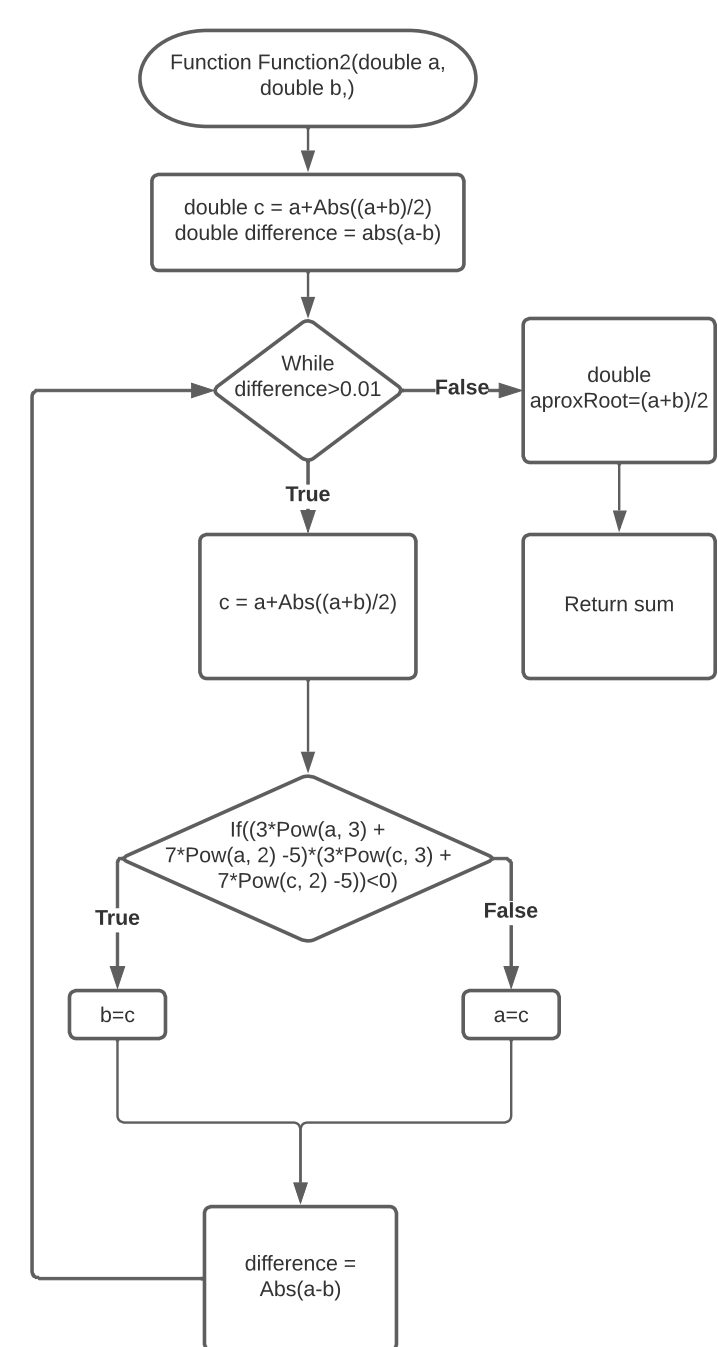 Function Function2(double a,
double b,)
double c = a+Abs((a+b)/2)
double difference = abs(a-b)
While
difference>0.01
False
double
aproxRoot=(a+b)/2
True
c = a+Abs((a+b)/2)
Return sum
If((3*Pow(a, 3) +
7*Pow(a, 2) -5)*(3*Pow(c, 3) +
7*Pow(c, 2) -5))<0)
True
False
b=c
a=c
difference =
Abs(a-b)